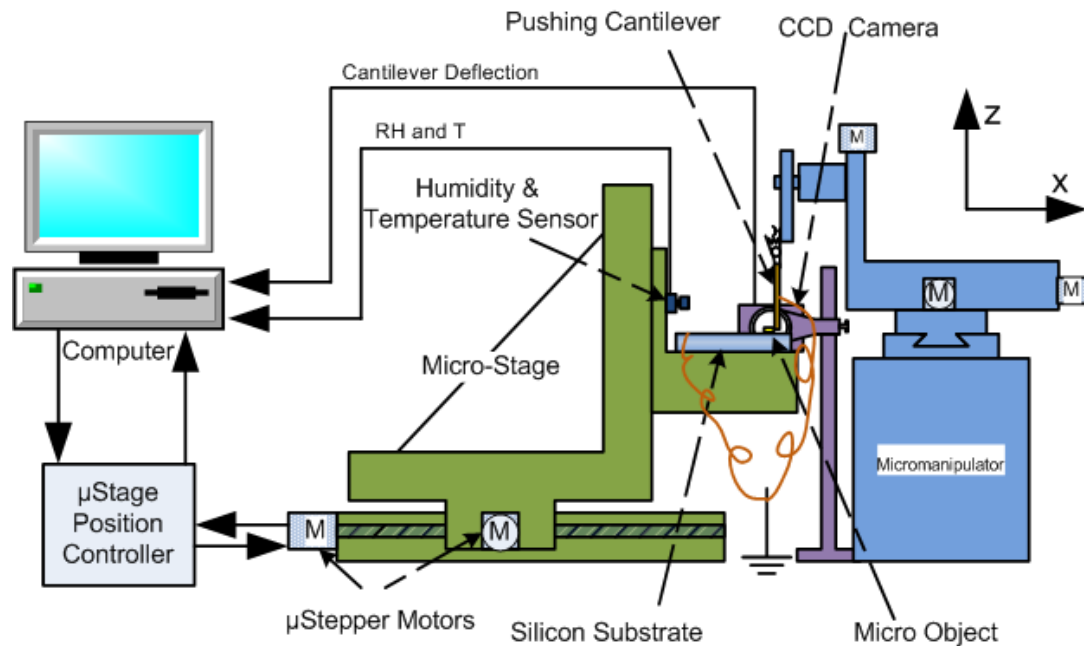 Pushing Cantilever
CCD Camera
Cantilever Deflection
RH and T
Z
M
X
Humidity &
Temperature Sensor
M
M
Computer
Micro-Stage
Micromanipulator
µStage
Position
Controller
M
M
µStepper Motors
Silicon Substrate
Micro Object